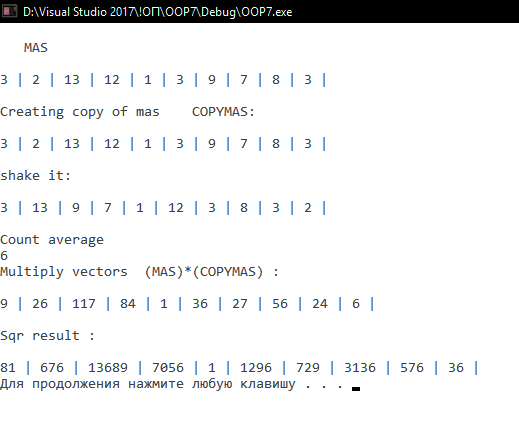 D:\Visual Studio 2017\!ОП\OOP7\Debug\OOP7.exe
MAS
3 | 2 | 13 | 12 | 1 | 3 | 9 | 7 | 8 | 3 |
Creating copy of mas    COPYMAS:
3 | 2 | 13 | 12 | 1 | 3 | 9 | 7 | 8 | 3 |
shake it:
3 | 13 | 9 | 7 | 1 | 12 | 3 | 8 | 3 | 2 |
Count average
6
Multiply vectors  (MAS)*(COPYMAS) :
9 | 26 | 117 | 84 | 1 | 36 | 27 | 56 | 24 | 6 |
Sqr result :
81 | 676 | 13689 | 7056 | 1 | 1296 | 729 | 3136 | 576 | 36 |
Для продолжения нажмите любую клавишу . . .